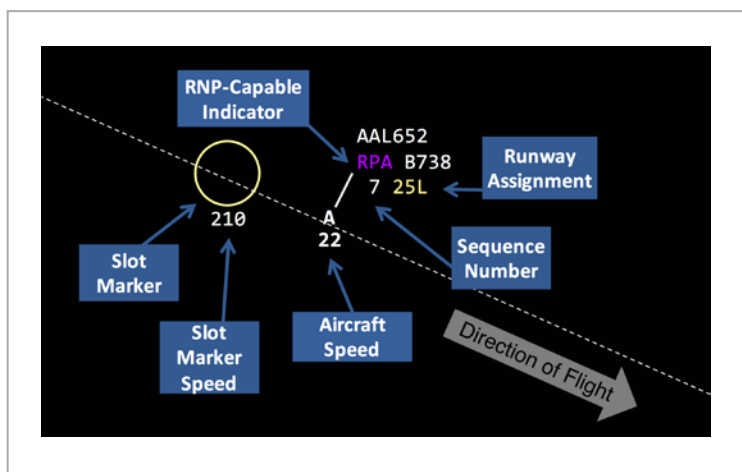 RNP-Capable
Indicator
AAL652
RPA B738
7 25L
Runway
Assignment
210
A
22
Slot
Marker
Sequence
Number
Slot
Marker
Speed
Aircraft
Speed
Direction of Flight